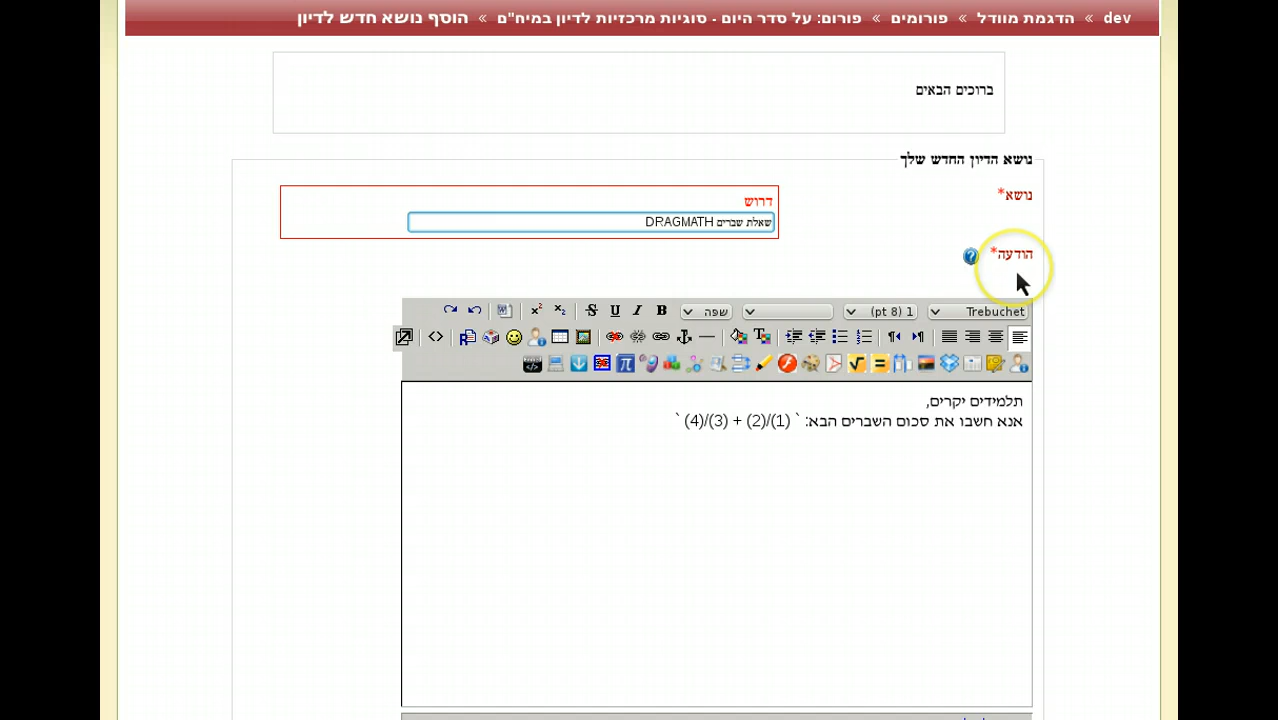 dev » הדגמת מוודל » פורומים » פורום: על סדר היום - סוגיות מרכזיות לדיון במיח"ם » הוסף נושא חדש לדיון
ברוכים הבאים
נושא הדיון החדש שלך
נושא*
דרוש
שאלת שברים DRAGMATH
הודעה*
Trebuchet
1 (8 pt)
שפה
תלמידים יקרים,
אנא חשבו את סכום השברים הבא: ` (1)/(2) + (3)/(4) `